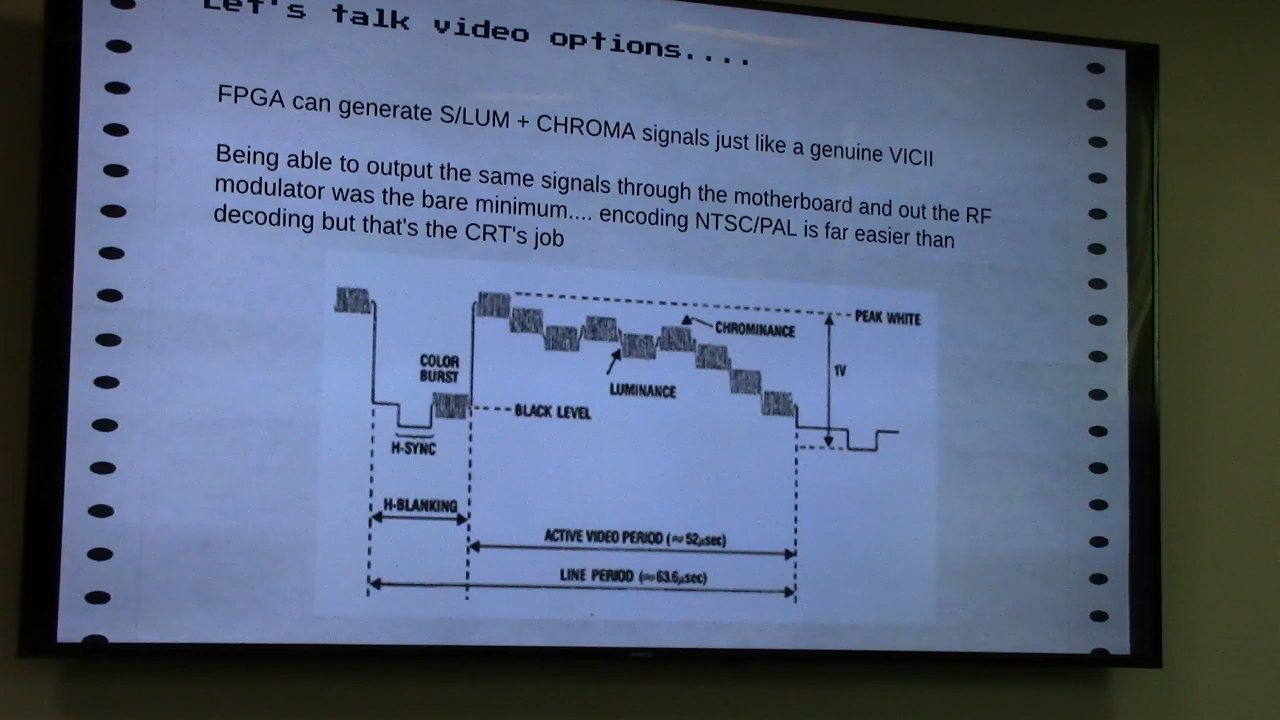 Let's talk video options....
FPGA can generate S/LUM + CHROMA signals just like a genuine VICII
Being able to output the same signals through the motherboard and out the RF
modulator was the bare minimum.... encoding NTSC/PAL is far easier than
decoding but that's the CRT's job
PEAK WHITE
CHROMINANCE
1V
COLOR
BURST
LUMINANCE
BLACK LEVEL
H-SYNC
H-BLANKING
ACTIVE VIDEO PERIOD (≈ 52μsec)
LINE PERIOD (≈ 63.6μsec)